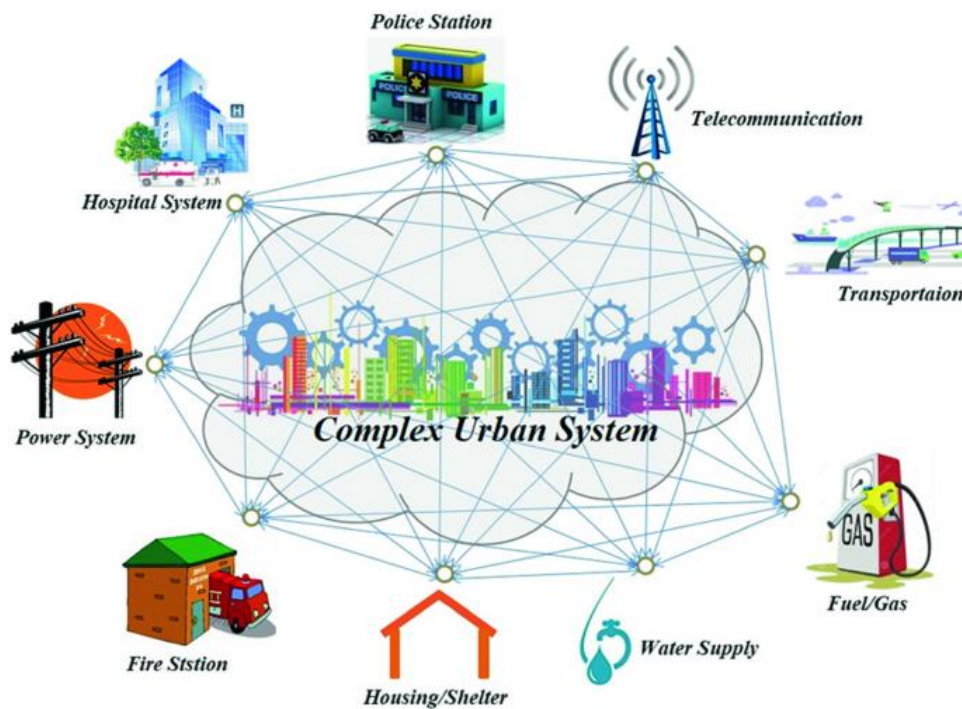 Police Station
POLICE
POLICE
H
Telecommunication
Hospital System
Transportaion
Power System
Complex Urban System
GAS
Fuel/Gas
Fire Ststion
Water Supply
Housing/Shelter